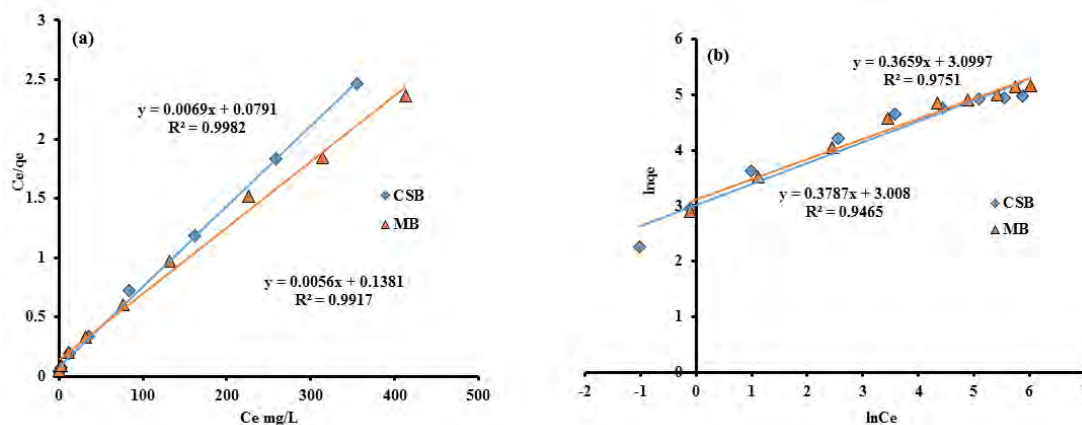 (a)
3
2.5
2
1.5
1
0.5
0
Ce/qe
y = 0.0069x + 0.0791
R² = 0.9982
CSB
MB
y = 0.0056x + 0.1381
R² = 0.9917
0 100 200 300 400 500
Ce mg/L
(b)
6
5
4
3
2
1
0
lnqe
y = 0.3659x + 3.0997
R² = 0.9751
y = 0.3787x + 3.008
R² = 0.9465
CSB
MB
-2 -1 0 1 2 3 4 5 6 7
lnCe